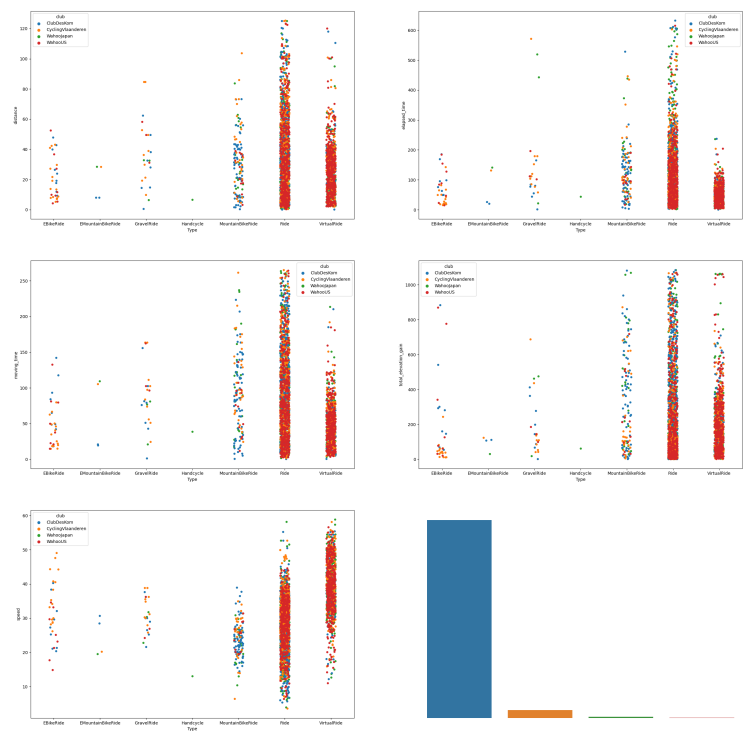 club
ClubDesKom
CyclingVlaanderen
WahooJapan
WahooUS
120
100
80
60
40
20
0
distance
EBikeRide EMountainBikeRide GravelRide Handcycle MountainBikeRide Ride VirtualRide
Type
club
ClubDesKom
CyclingVlaanderen
WahooJapan
WahooUS
600
500
400
300
200
100
0
elapsed_time
EBikeRide EMountainBikeRide GravelRide Handcycle MountainBikeRide Ride VirtualRide
Type
club
ClubDesKom
CyclingVlaanderen
WahooJapan
WahooUS
250
200
150
100
50
0
moving_time
EBikeRide EMountainBikeRide GravelRide Handcycle MountainBikeRide Ride VirtualRide
Type
club
ClubDesKom
CyclingVlaanderen
WahooJapan
WahooUS
1000
800
600
400
200
0
total_elevation_gain
EBikeRide EMountainBikeRide GravelRide Handcycle MountainBikeRide Ride VirtualRide
Type
club
ClubDesKom
CyclingVlaanderen
WahooJapan
WahooUS
60
50
40
30
20
10
speed
EBikeRide EMountainBikeRide GravelRide Handcycle MountainBikeRide Ride VirtualRide
Type